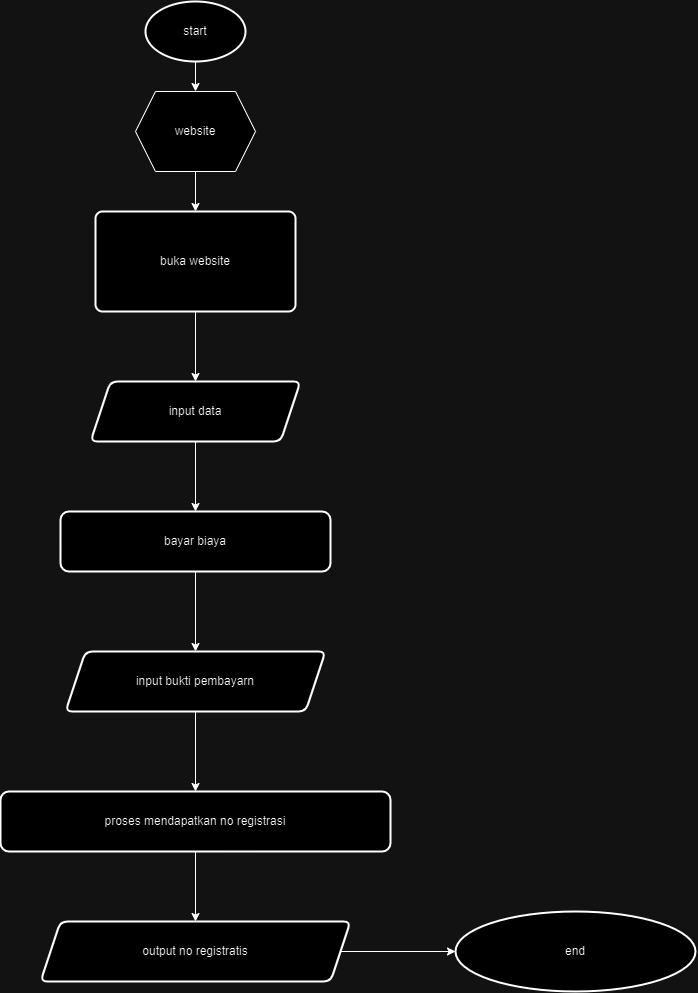 start
website
buka website
input data
bayar biaya
input bukti pembayarn
proses mendapatkan no registrasi
output no registratis
end